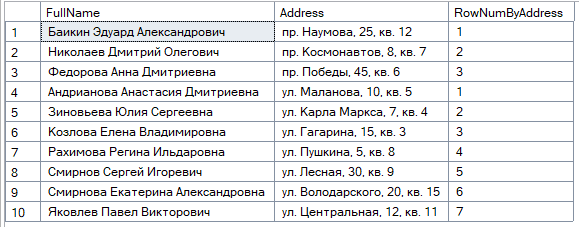 FullName Address RowNumByAddress
1 Баикин Эдуард Александрович пр. Наумова, 25, кв. 12 1
2 Николаев Дмитрий Олегович пр. Космонавтов, 8, кв. 7 2
3 Федорова Анна Дмитриевна пр. Победы, 45, кв. 6 3
4 Андрианова Анастасия Дмитриевна ул. Маланова, 10, кв. 5 1
5 Зиновьева Юлия Сергеевна ул. Карла Маркса, 7, кв. 4 2
6 Козлова Елена Владимировна ул. Гагарина, 15, кв. 3 3
7 Рахимова Регина Ильдаровна ул. Пушкина, 5, кв. 8 4
8 Смирнов Сергей Игоревич ул. Лесная, 30, кв. 9 5
9 Смирнова Екатерина Александровна ул. Володарского, 20, кв. 15 6
10 Яковлев Павел Викторович ул. Центральная, 12, кв. 11 7